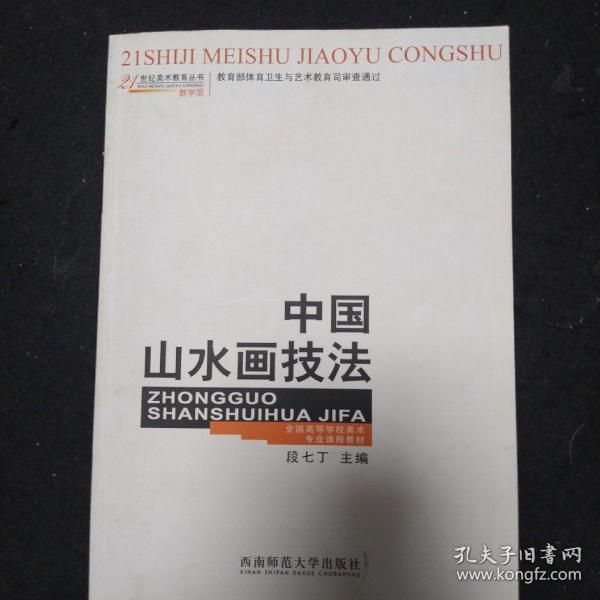 21SHIJI MEISHU JIAOYU CONGSHU
21世纪美术教育丛书
SHIJI MEISHU JIAOYU CONGSHU
教学版
教育部体育卫生与艺术教育司审查通过
中国
山水画技法
ZHONGGUO
SHANSHUIHUA JIFA
全国高等学校美术
专业课程教材
段七丁 主编
西南师范大学出版社
XINAN SHIFAN DAXUE CHUBANSHE
孔夫子旧书网
www.kongfz.com